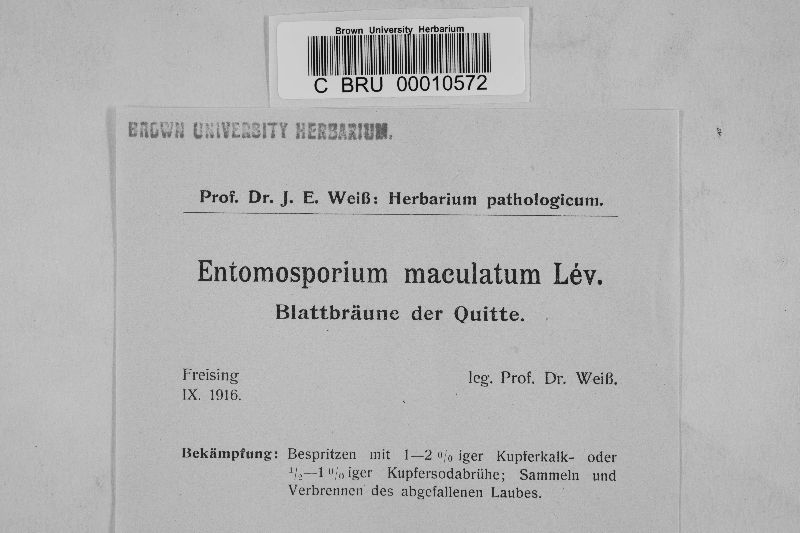 Brown University Herbarium
C BRU 00010572
BROWN UNIVERSITY HERBARIUM.
Prof. Dr. J. E. Weiß: Herbarium pathologicum.
Entomosporium maculatum Lév.
Blattbräune der Quitte.
Freising
leg. Prof. Dr. Weiß.
IX. 1916.
Bekämpfung: Bespritzen mit 1—2 % iger Kupferkalk- oder
½—1 % iger Kupfersodabrühe; Sammeln und
Verbrennen des abgefallenen Laubes.